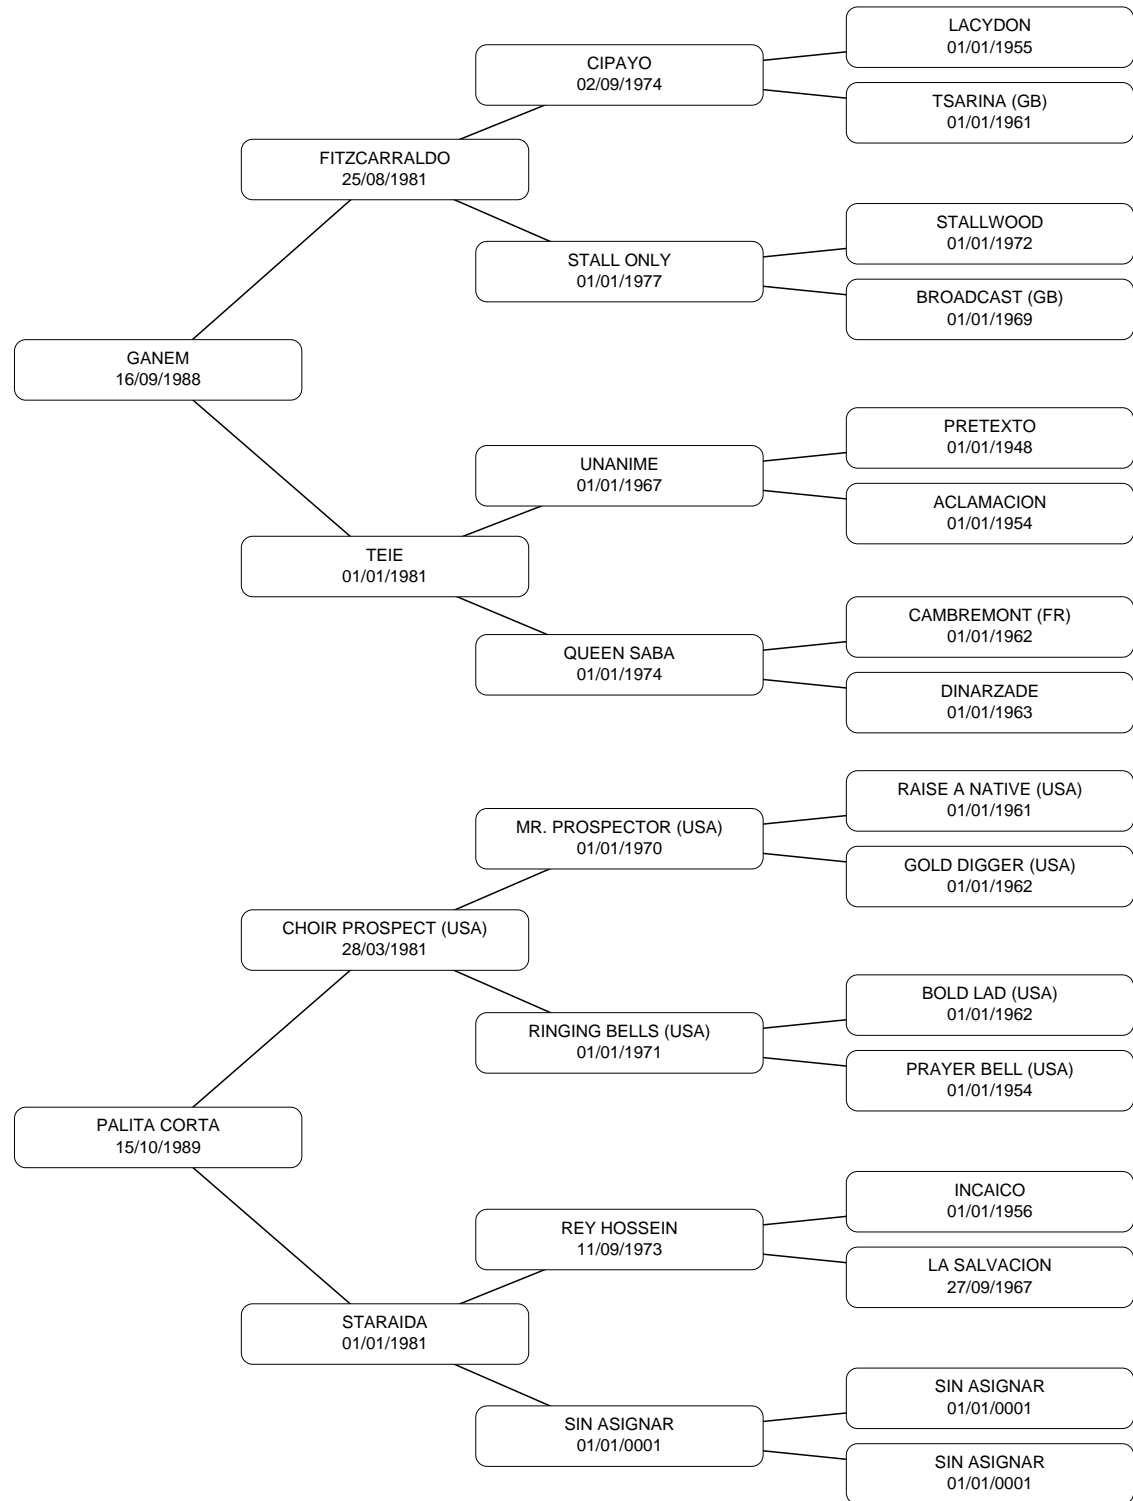 LACYDON
01/01/1955
CIPAYO
02/09/1974
TSARINA (GB)
01/01/1961
FITZCARRALDO
25/08/1981
STALLWOOD
01/01/1972
STALL ONLY
01/01/1977
BROADCAST (GB)
01/01/1969
GANEM
16/09/1988
PRETEXTO
01/01/1948
UNANIME
01/01/1967
ACLAMACION
01/01/1954
TEIE
01/01/1981
CAMBREMONT (FR)
01/01/1962
QUEEN SABA
01/01/1974
DINARZADE
01/01/1963
RAISE A NATIVE (USA)
01/01/1961
MR. PROSPECTOR (USA)
01/01/1970
GOLD DIGGER (USA)
01/01/1962
CHOIR PROSPECT (USA)
28/03/1981
BOLD LAD (USA)
01/01/1962
RINGING BELLS (USA)
01/01/1971
PRAYER BELL (USA)
01/01/1954
PALITA CORTA
15/10/1989
INCAICO
01/01/1956
REY HOSSEIN
11/09/1973
LA SALVACION
27/09/1967
STARAIDA
01/01/1981
SIN ASIGNAR
01/01/0001
SIN ASIGNAR
01/01/0001
SIN ASIGNAR
01/01/0001